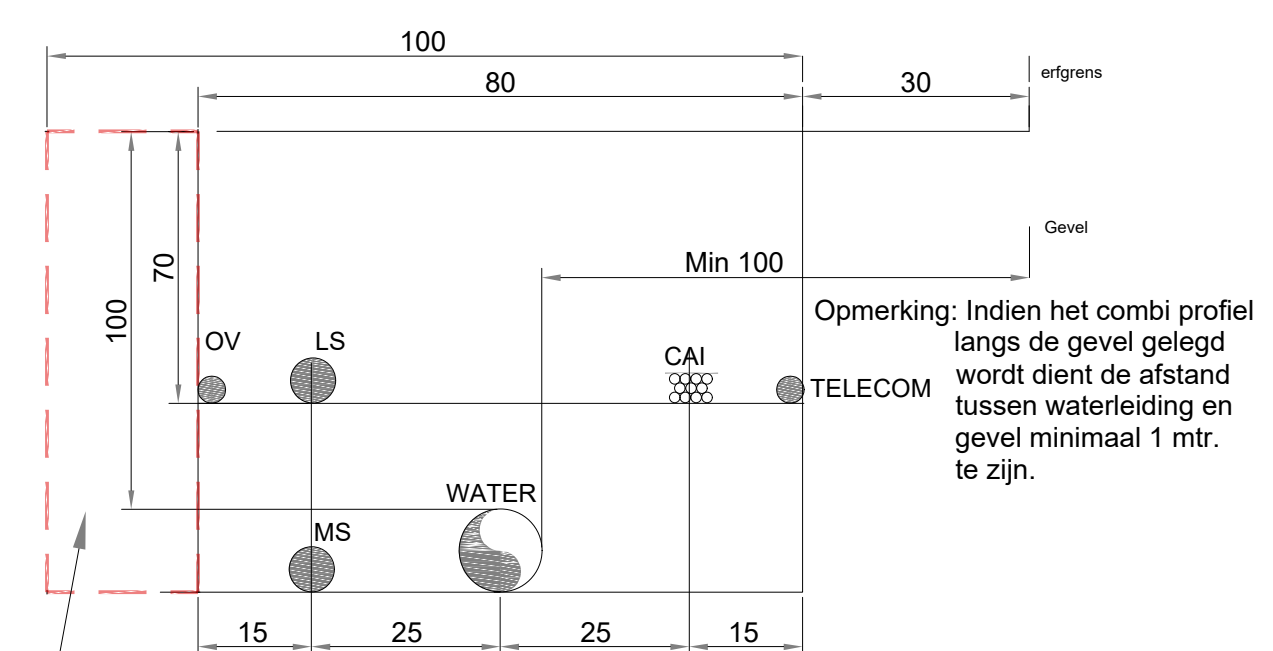 100
erfgrens
80
30
Gevel
Min 100
70
100
Opmerking: Indien het combi profiel
langs de gevel gelegd
wordt dient de afstand
tussen waterleiding en
gevel minimaal 1 mtr.
te zijn.
OV
LS
CAI
TELECOM
WATER
MS
15
25
25
15